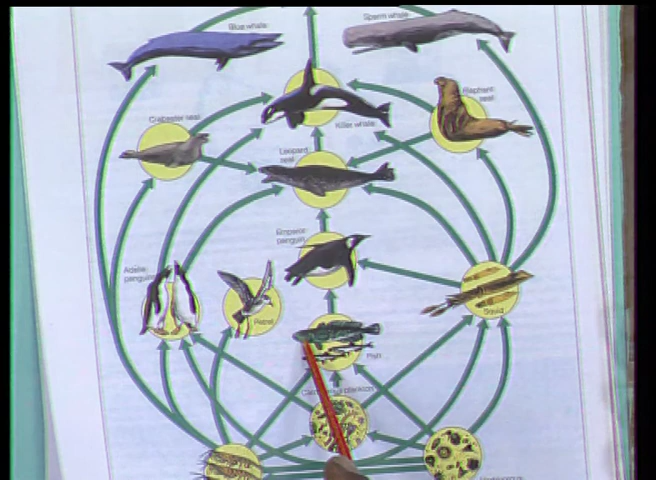 Blue whale
Sperm whale
Crabeater seal
Elephant
seal
Killer whale
Leopard
seal
Emperor
penguin
Adelie
penguin
Petrel
Squid
Fish
plankton